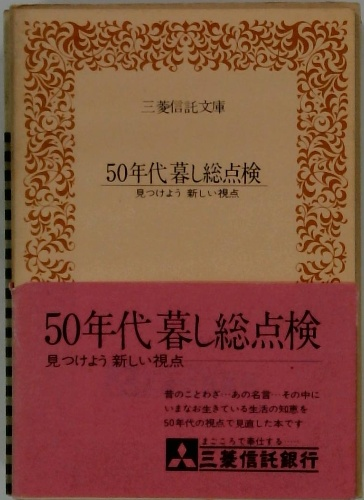 三菱信託文庫
50年代暮し総点検
見つけよう 新しい視点
50年代暮し総点検
見つけよう 新しい視点
昔のことわざ…あの名言…その中に
いまなお生きている生活の知恵を
50年代の視点で見直した本です
まごころで奉仕する……
三菱信託銀行